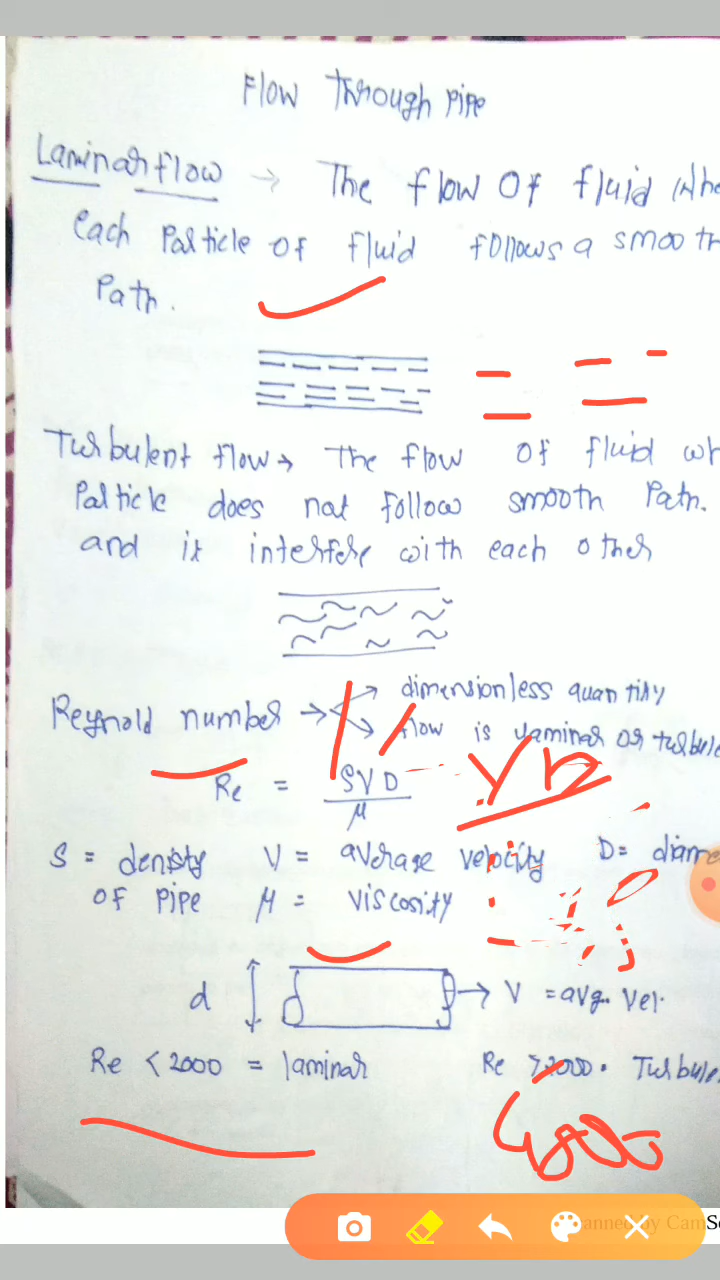 Flow Through Pipe
Laminar flow → The flow of fluid whe
each Particle of fluid follows a smooth
Path.
Turbulent flow → The flow of fluid wh
Particle does not follow smooth Path.
and it interfere with each other
Reynold number → dimensionless quantity
flow is laminar or turbule
Re = ρVD / μ
VD
ρ = denisty V = average velocity D = diame
of pipe μ = viscosity
d → V = avg. vel.
Re < 2000 = laminar Re > 2000 • Turbule
4000